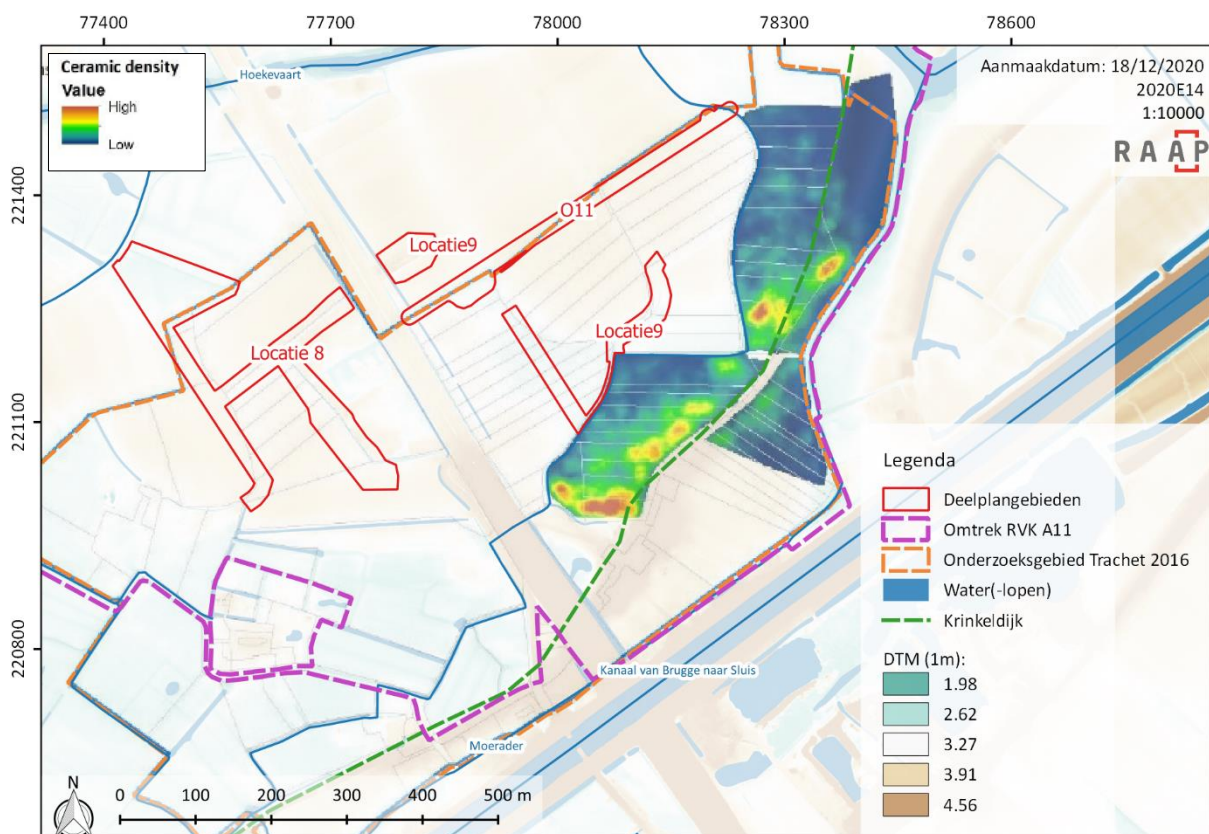 77400
77700
78000
78300
78600
Ceramic density
Value
High
Low
Hoekevaart
Aanmaakdatum: 18/12/2020
2020E14
1:10000
RAAP
221400
221100
220800
O11
Locatie9
Locatie 8
Locatie9
Kanaal van Brugge naar Sluis
Moerader
Legenda
Deelplangebieden
Omtrek RVK A11
Onderzoeksgebied Trachet 2016
Water(-lopen)
Krinkeldijk
DTM (1m):
1.98
2.62
3.27
3.91
4.56
N
0 100 200 300 400 500 m